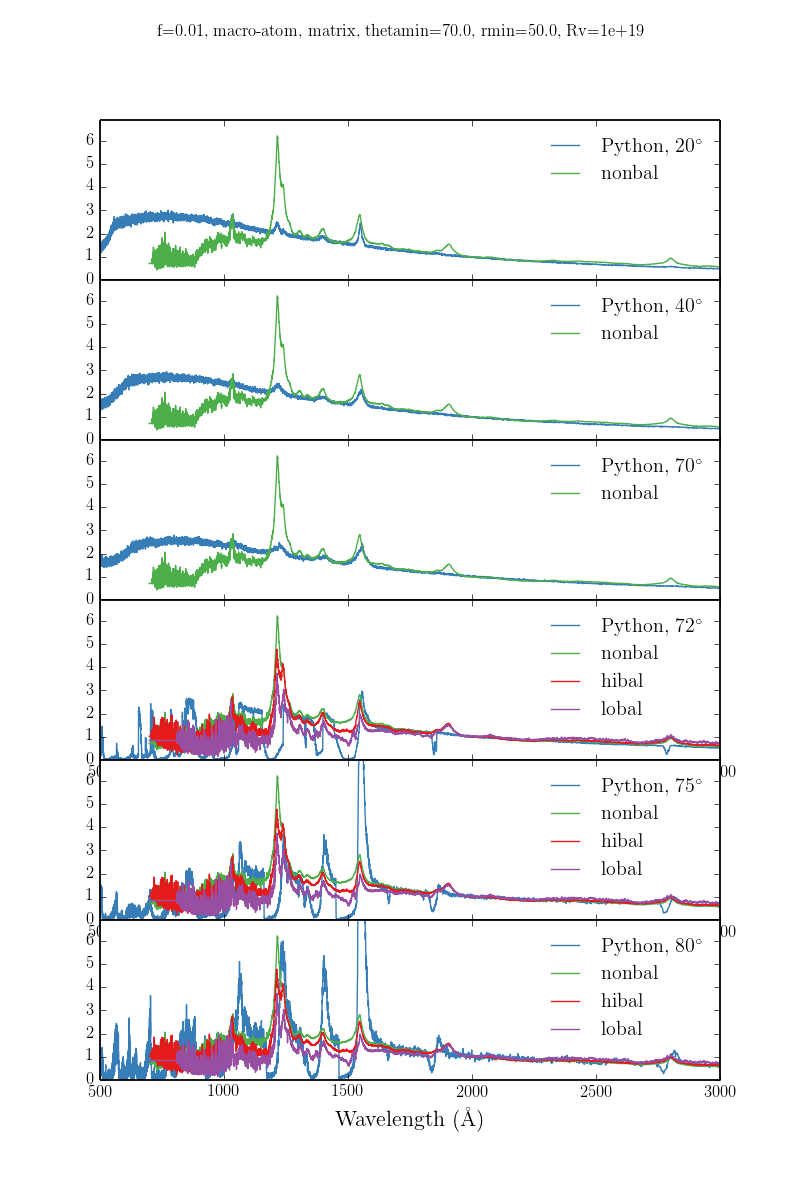 f=0.01, macro-atom, matrix, thetamin=70.0, rmin=50.0, Rv=1e+19
6
5
4
3
2
1
0
Python, 20°
nonbal
6
5
4
3
2
1
0
Python, 40°
nonbal
6
5
4
3
2
1
0
Python, 70°
nonbal
6
5
4
3
2
1
0
Python, 72°
nonbal
hibal
lobal
50 00
6
5
4
3
2
1
0
Python, 75°
nonbal
hibal
lobal
50 00
6
5
4
3
2
1
0
Python, 80°
nonbal
hibal
lobal
500 1000 1500 2000 2500 3000
Wavelength (Å)